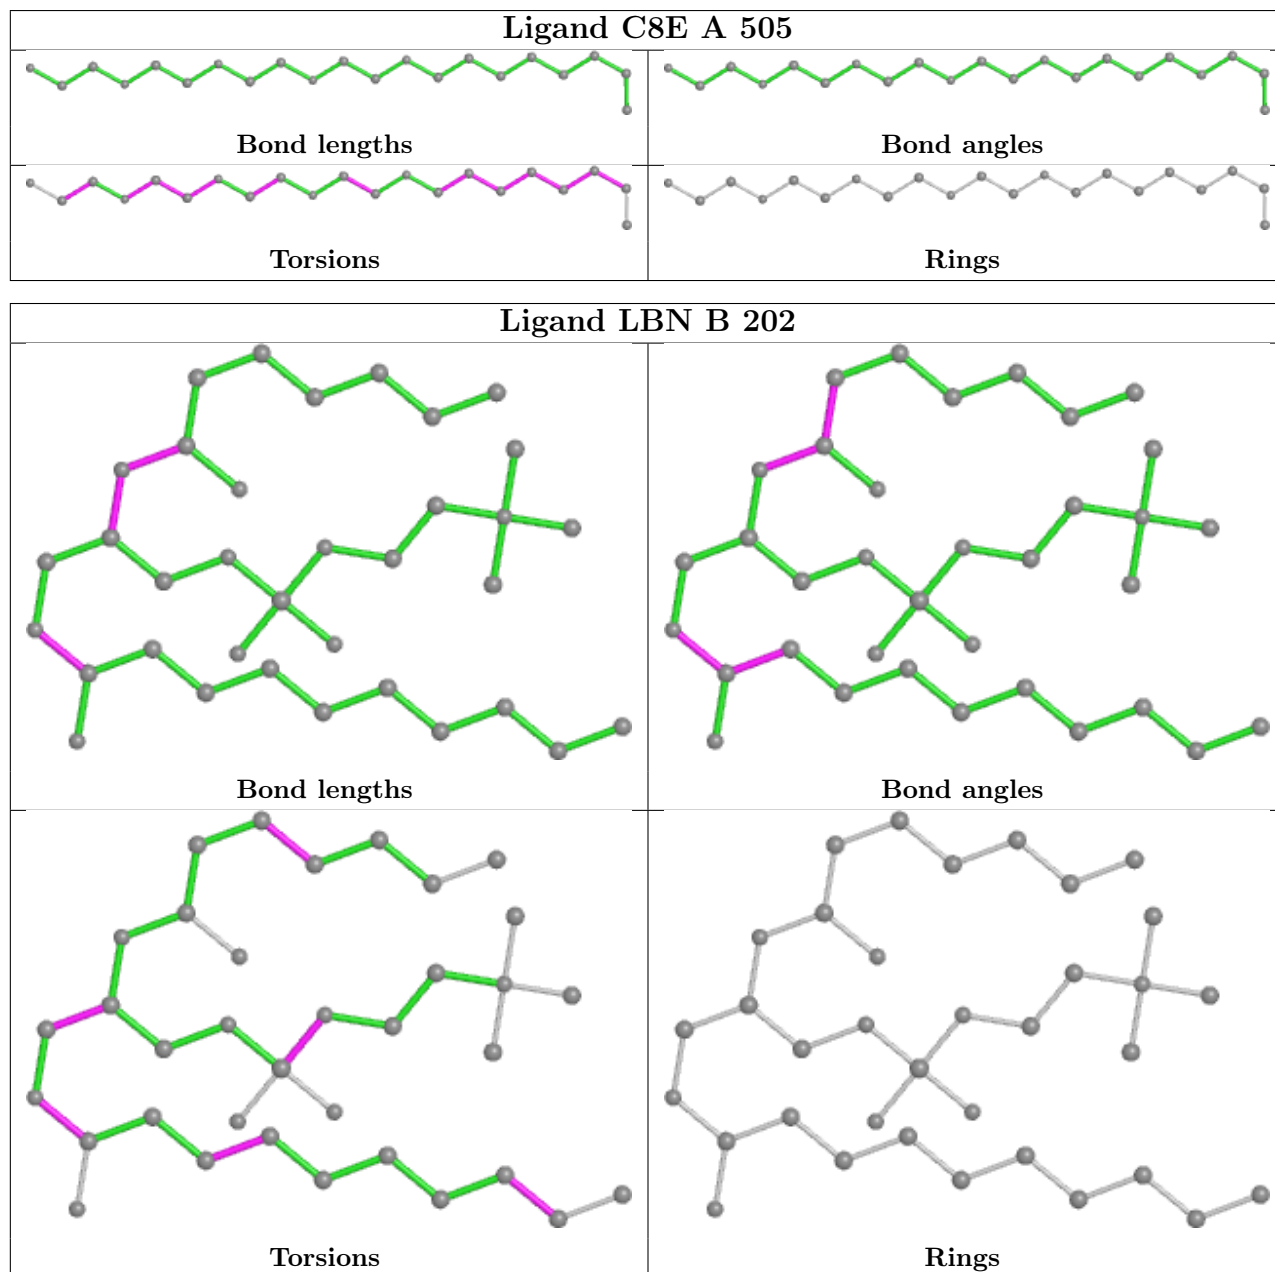 Ligand C8E A 505
Bond lengths
Bond angles
Torsions
Rings
Ligand LBN B 202
Bond lengths
Bond angles
Torsions
Rings